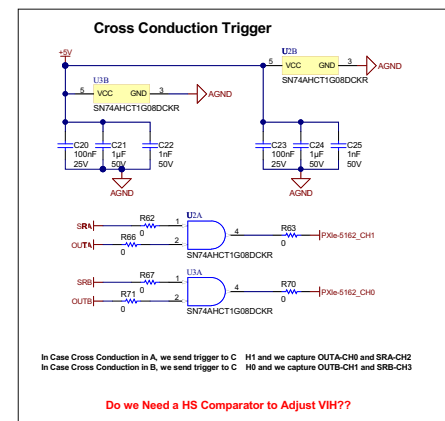 Cross Conduction Trigger
+5V
U2B
5 VCC GND 3
AGND
SN74AHCT1G08DCKR
U3B
5 VCC GND 3
AGND
SN74AHCT1G08DCKR
C20 C21 C22
100nF 1µF 1nF
25V 50V 50V
C23 C24 C25
100nF 1µF 1nF
25V 50V 50V
AGND
AGND
U2A
SRA R62 0 1
OUTA R66 0 2
4 R63 0 PXIe-5162_CH1
SN74AHCT1G08DCKR
U3A
SRB R67 0 1
OUTB R71 0 2
4 R70 0 PXIe-5162_CH0
SN74AHCT1G08DCKR
In Case Cross Conduction in A, we send trigger to C H1 and we capture OUTA-CH0 and SRA-CH2
In Case Cross Conduction in B, we send trigger to C H0 and we capture OUTB-CH1 and SRB-CH3
Do we Need a HS Comparator to Adjust VIH??